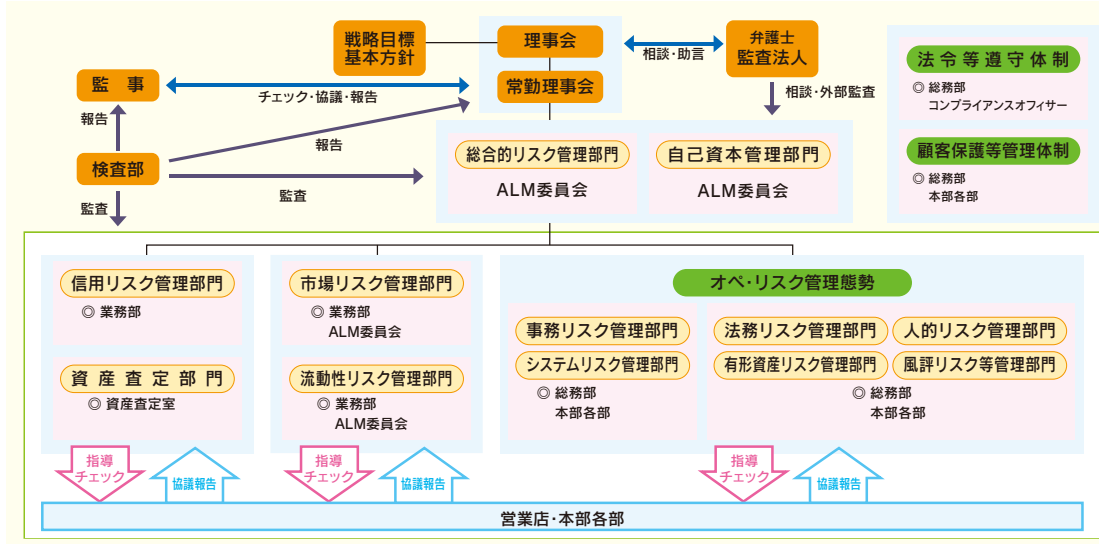 戦略目標
基本方針
理事会
常勤理事会
相談・助言
弁護士
監査法人
相談・外部監査
監事
チェック・協議・報告
報告
検査部
報告
監査
監査
総合的リスク管理部門
ALM委員会
自己資本管理部門
ALM委員会
法令等遵守体制
◎ 総務部
コンプライアンスオフィサー
顧客保護等管理体制
◎ 総務部
本部各部
信用リスク管理部門
◎ 業務部
資産査定部門
◎ 資産査定室
市場リスク管理部門
◎ 業務部
ALM委員会
流動性リスク管理部門
◎ 業務部
ALM委員会
オペ・リスク管理態勢
事務リスク管理部門
システムリスク管理部門
◎ 総務部
本部各部
法務リスク管理部門
人的リスク管理部門
有形資産リスク管理部門
風評リスク等管理部門
◎ 総務部
本部各部
指導
チェック
協議報告
指導
チェック
協議報告
指導
チェック
協議報告
営業店・本部各部